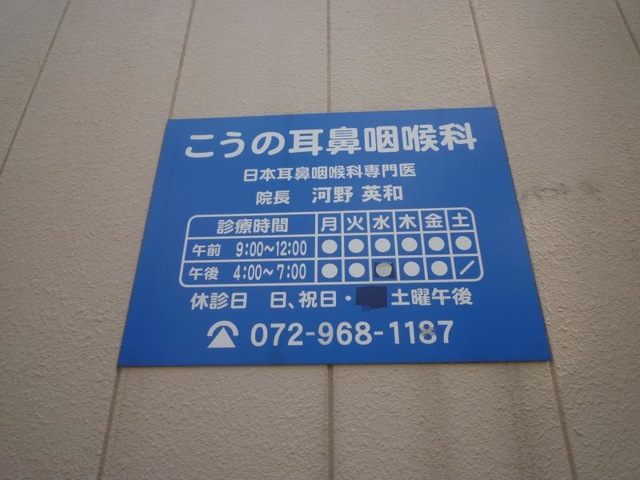 こうの耳鼻咽喉科
日本耳鼻咽喉科専門医
院長 河野 英和
診療時間 月 火 水 木 金 土
午前 9:00～12:00 ● ● ● ● ● ●
午後 4:00～7:00 ● ● ● ● ● /
休診日 日、祝日・ 土曜午後
☎ 072-968-1187